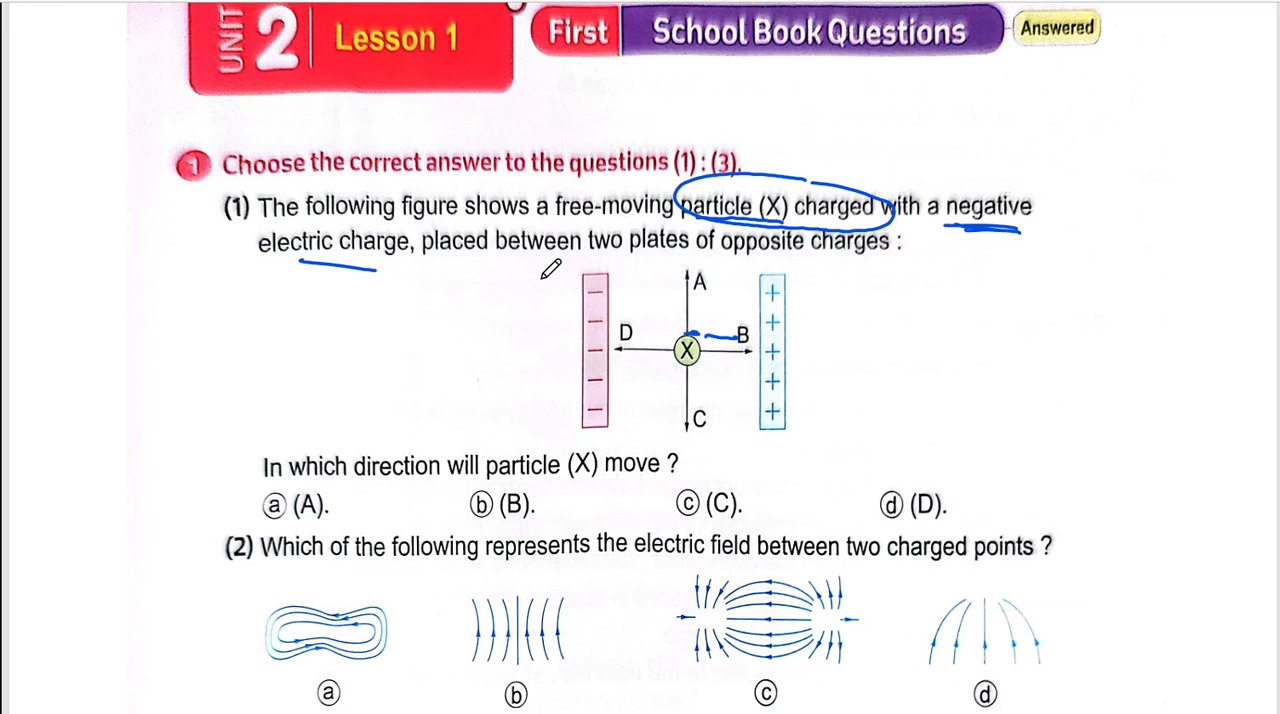 UNIT 2 Lesson 1 First School Book Questions Answered
1 Choose the correct answer to the questions (1) : (3).
(1) The following figure shows a free-moving particle (X) charged with a negative
electric charge, placed between two plates of opposite charges :
A
D B
X
C
In which direction will particle (X) move ?
ⓐ (A). ⓑ (B). ⓒ (C). ⓓ (D).
(2) Which of the following represents the electric field between two charged points ?
ⓐ ⓑ ⓒ ⓓ